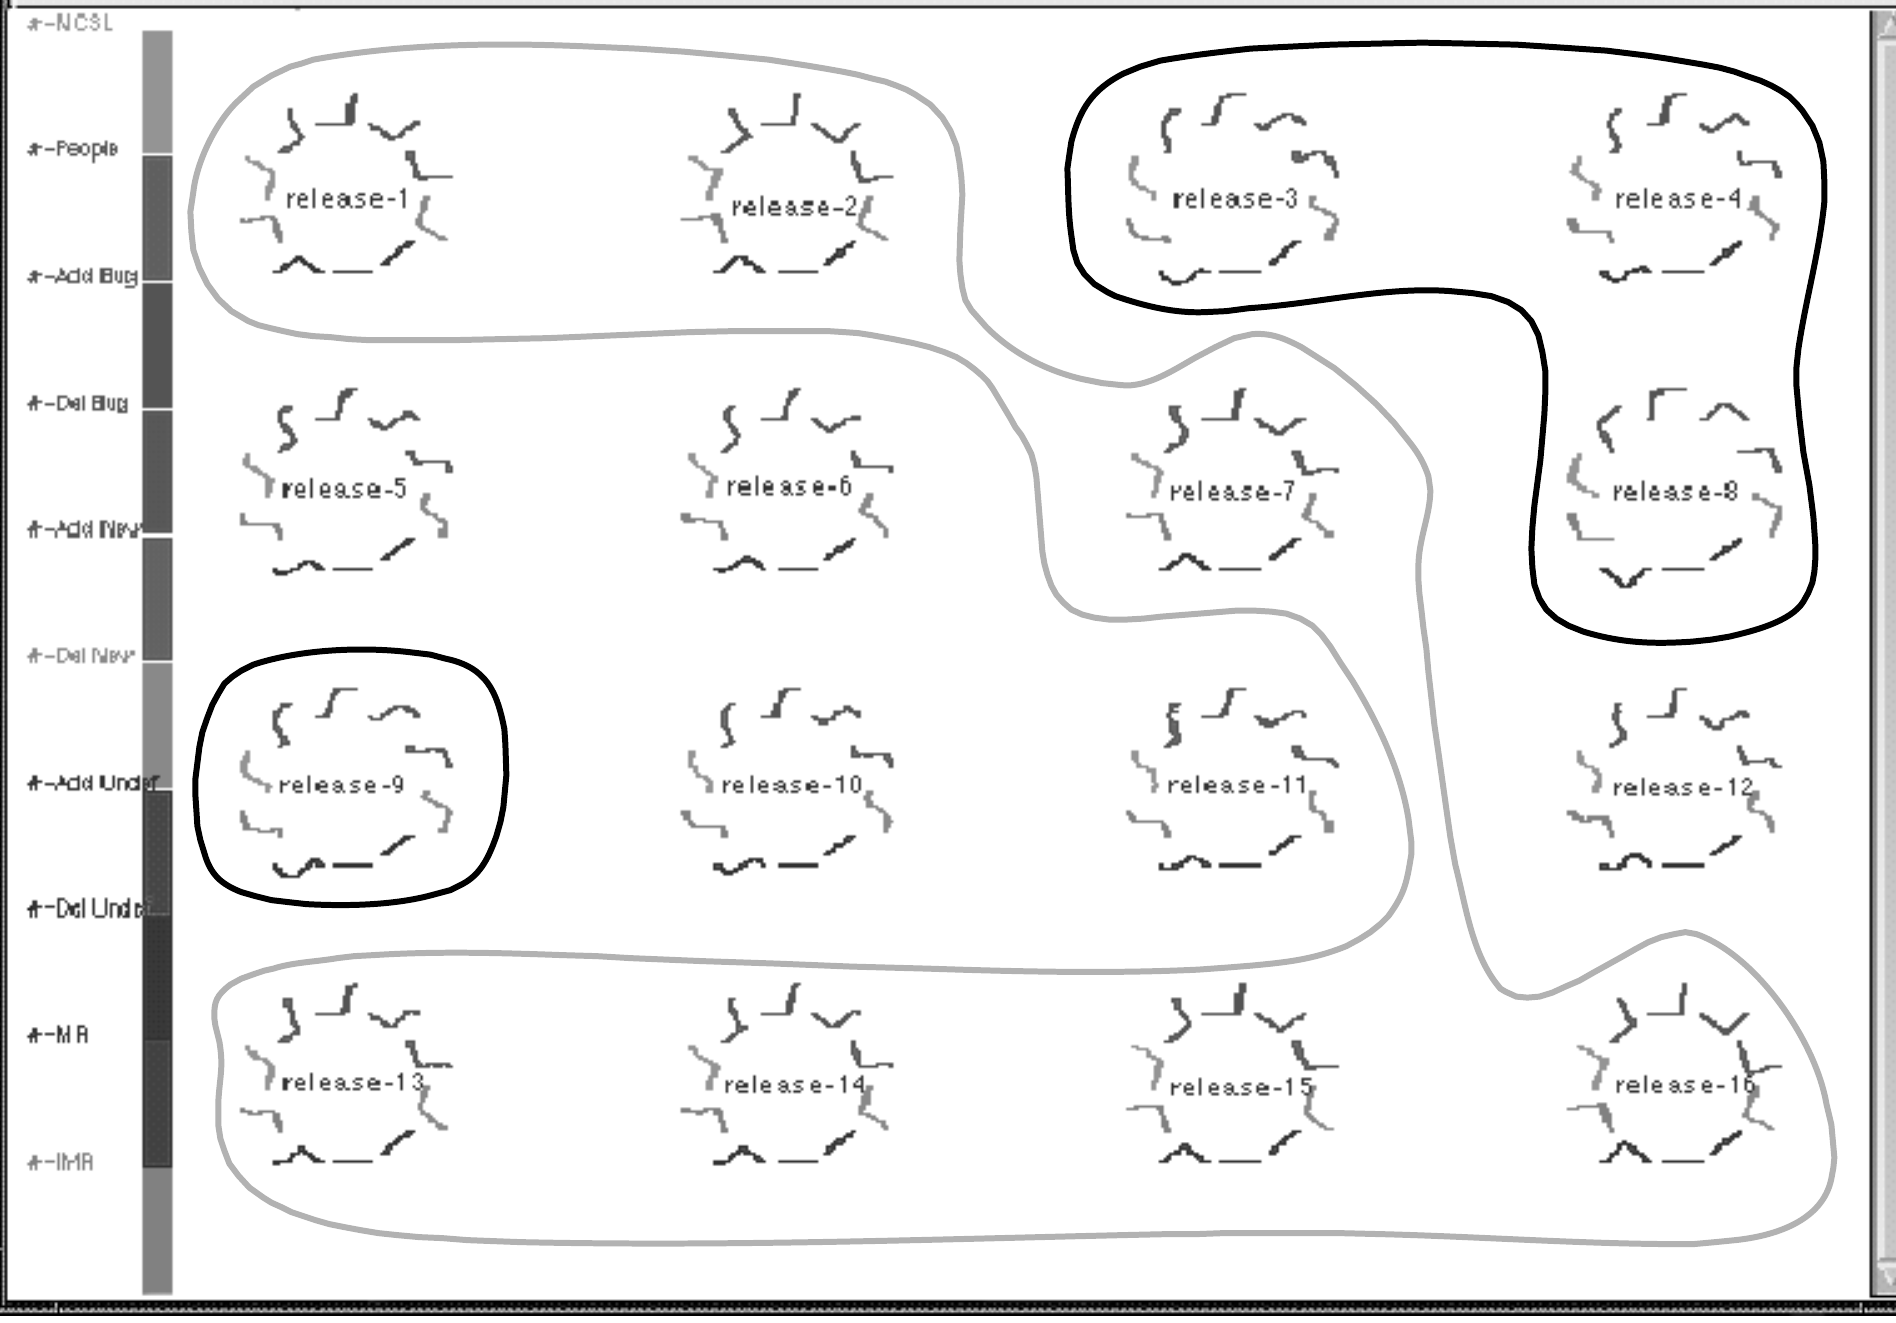 #-NCSL
#-People
#-Add Bug
#-Del Bug
#-Add New
#-Del New
#-Add Undef
#-Del Undef
#-MR
#-IMR
release-1
release-2
release-3
release-4
release-5
release-6
release-7
release-8
release-9
release-10
release-11
release-12
release-13
release-14
release-15
release-16